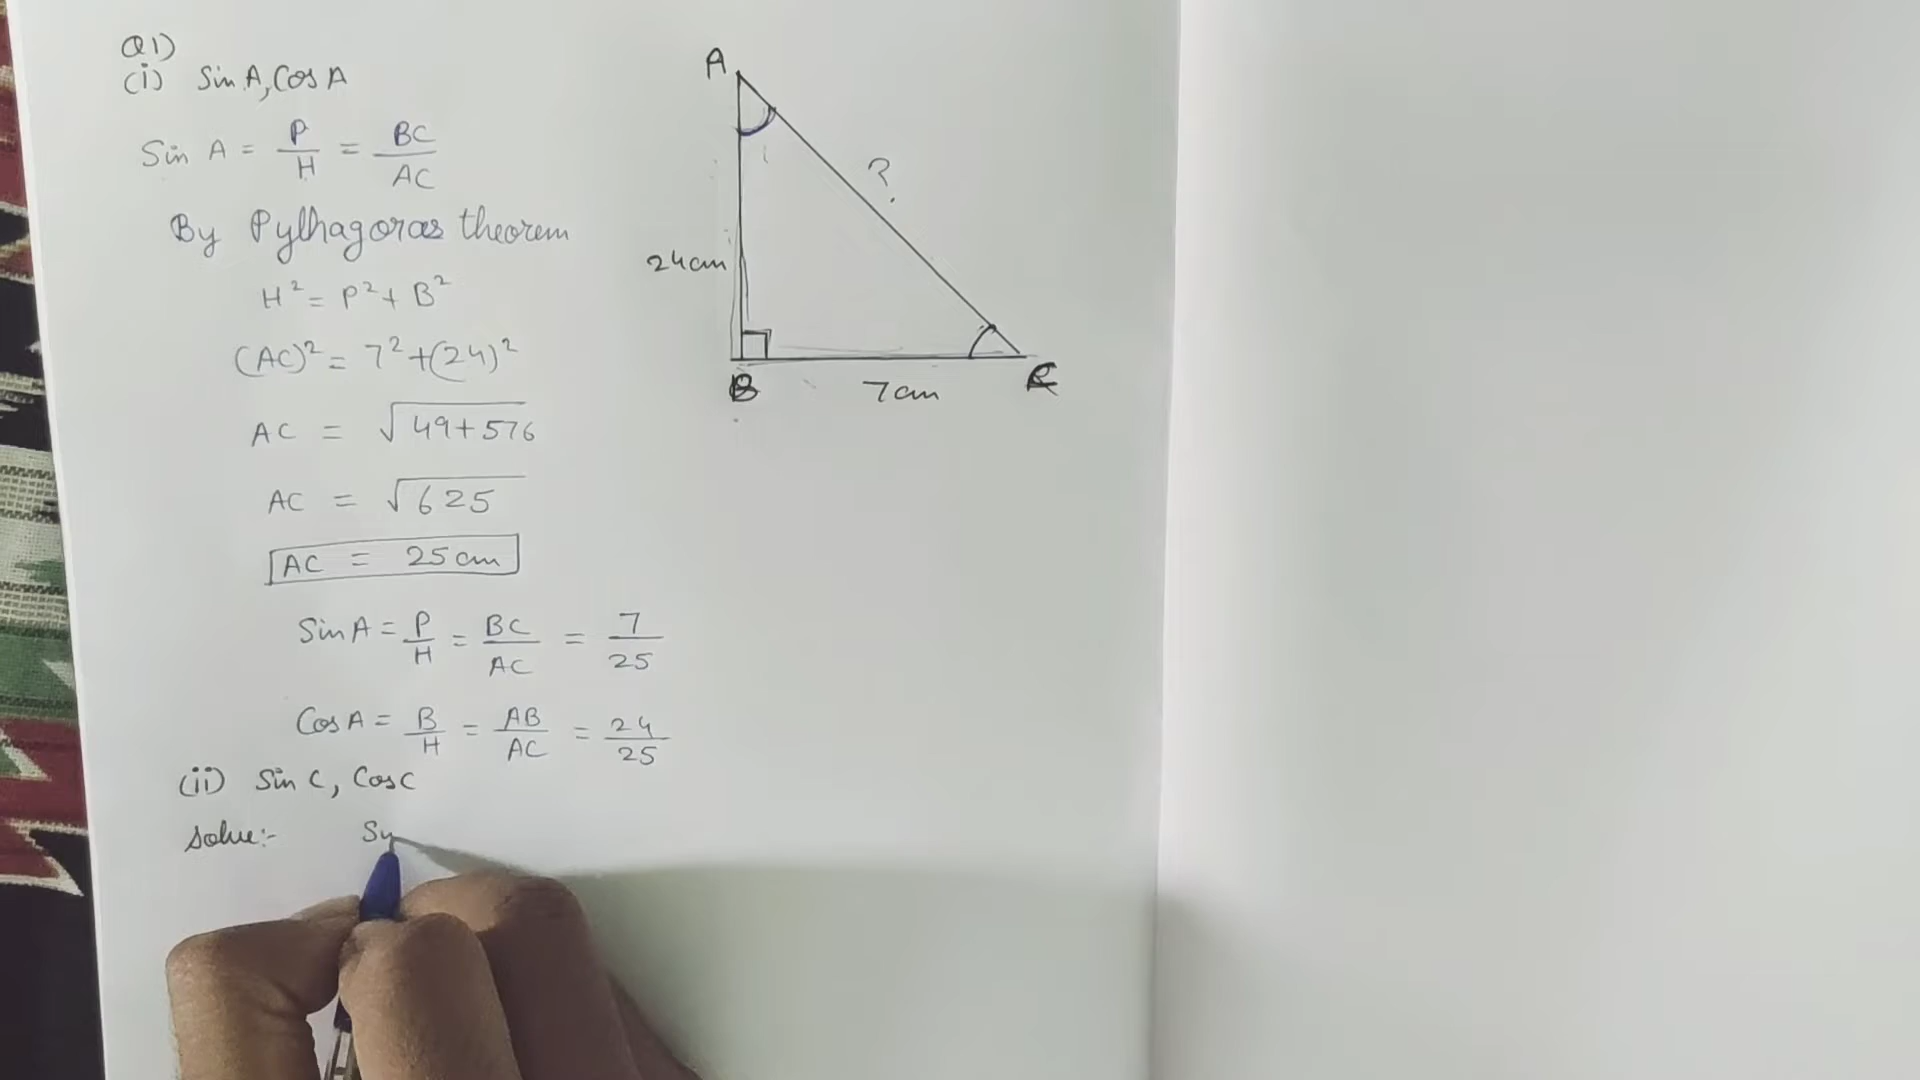 Q1)
(i) Sin A, Cos A
Sin A = P/H = BC/AC
By Pythagoras theorem
H² = P² + B²
(AC)² = 7² + (24)²
AC = √49+576
AC = √625
AC = 25 cm
Sin A = P/H = BC/AC = 7/25
Cos A = B/H = AB/AC = 24/25
(ii) Sin C, Cos C
Solve:-
A
?
24cm
B
7cm
C